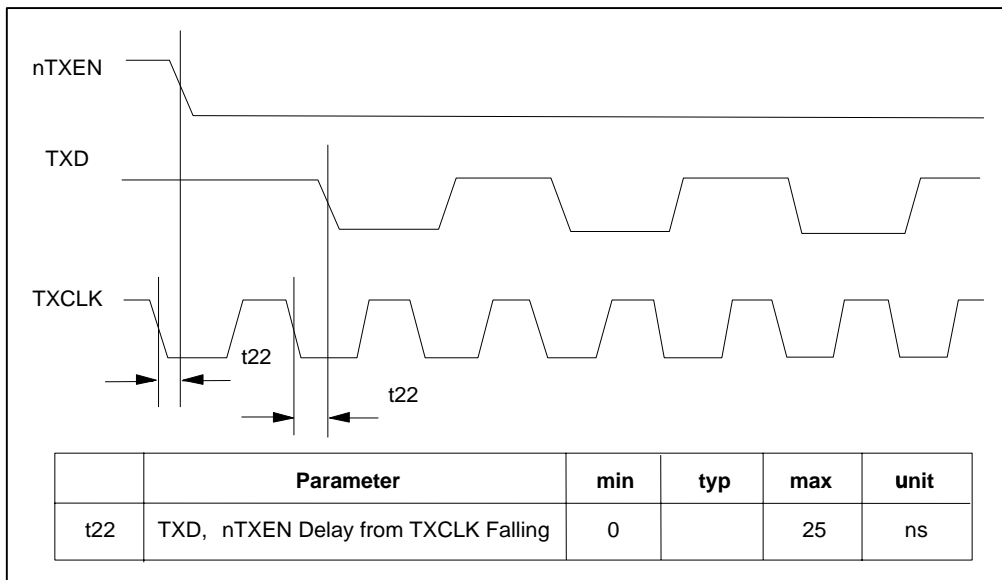 nTXEN
TXD
TXCLK
t22
t22
Parameter min typ max unit
t22 TXD, nTXEN Delay from TXCLK Falling 0 25 ns